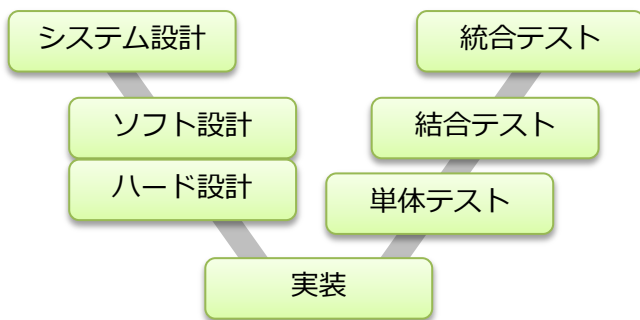 システム設計
統合テスト
ソフト設計
結合テスト
ハード設計
単体テスト
実装